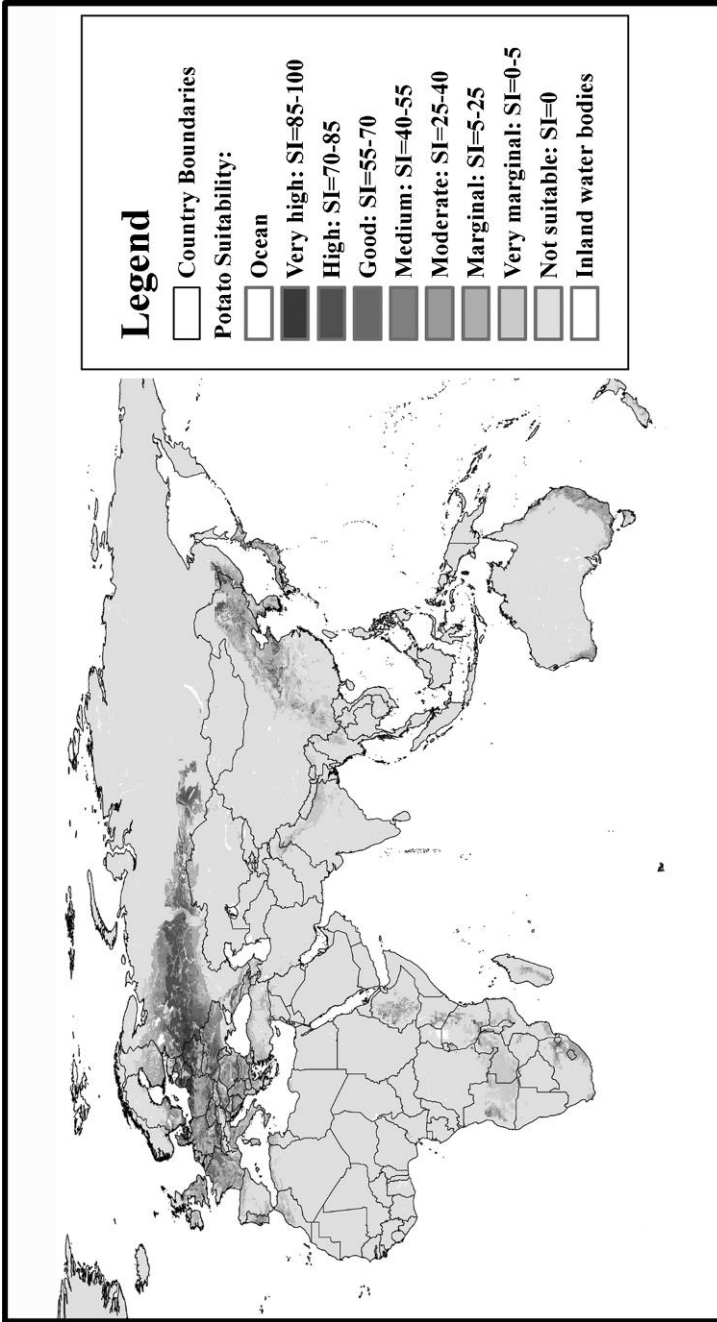 Legend
Country Boundaries
Potato Suitability:
Ocean
Very high: SI=85-100
High: SI=70-85
Good: SI=55-70
Medium: SI=40-55
Moderate: SI=25-40
Marginal: SI=5-25
Very marginal: SI=0-5
Not suitable: SI=0
Inland water bodies